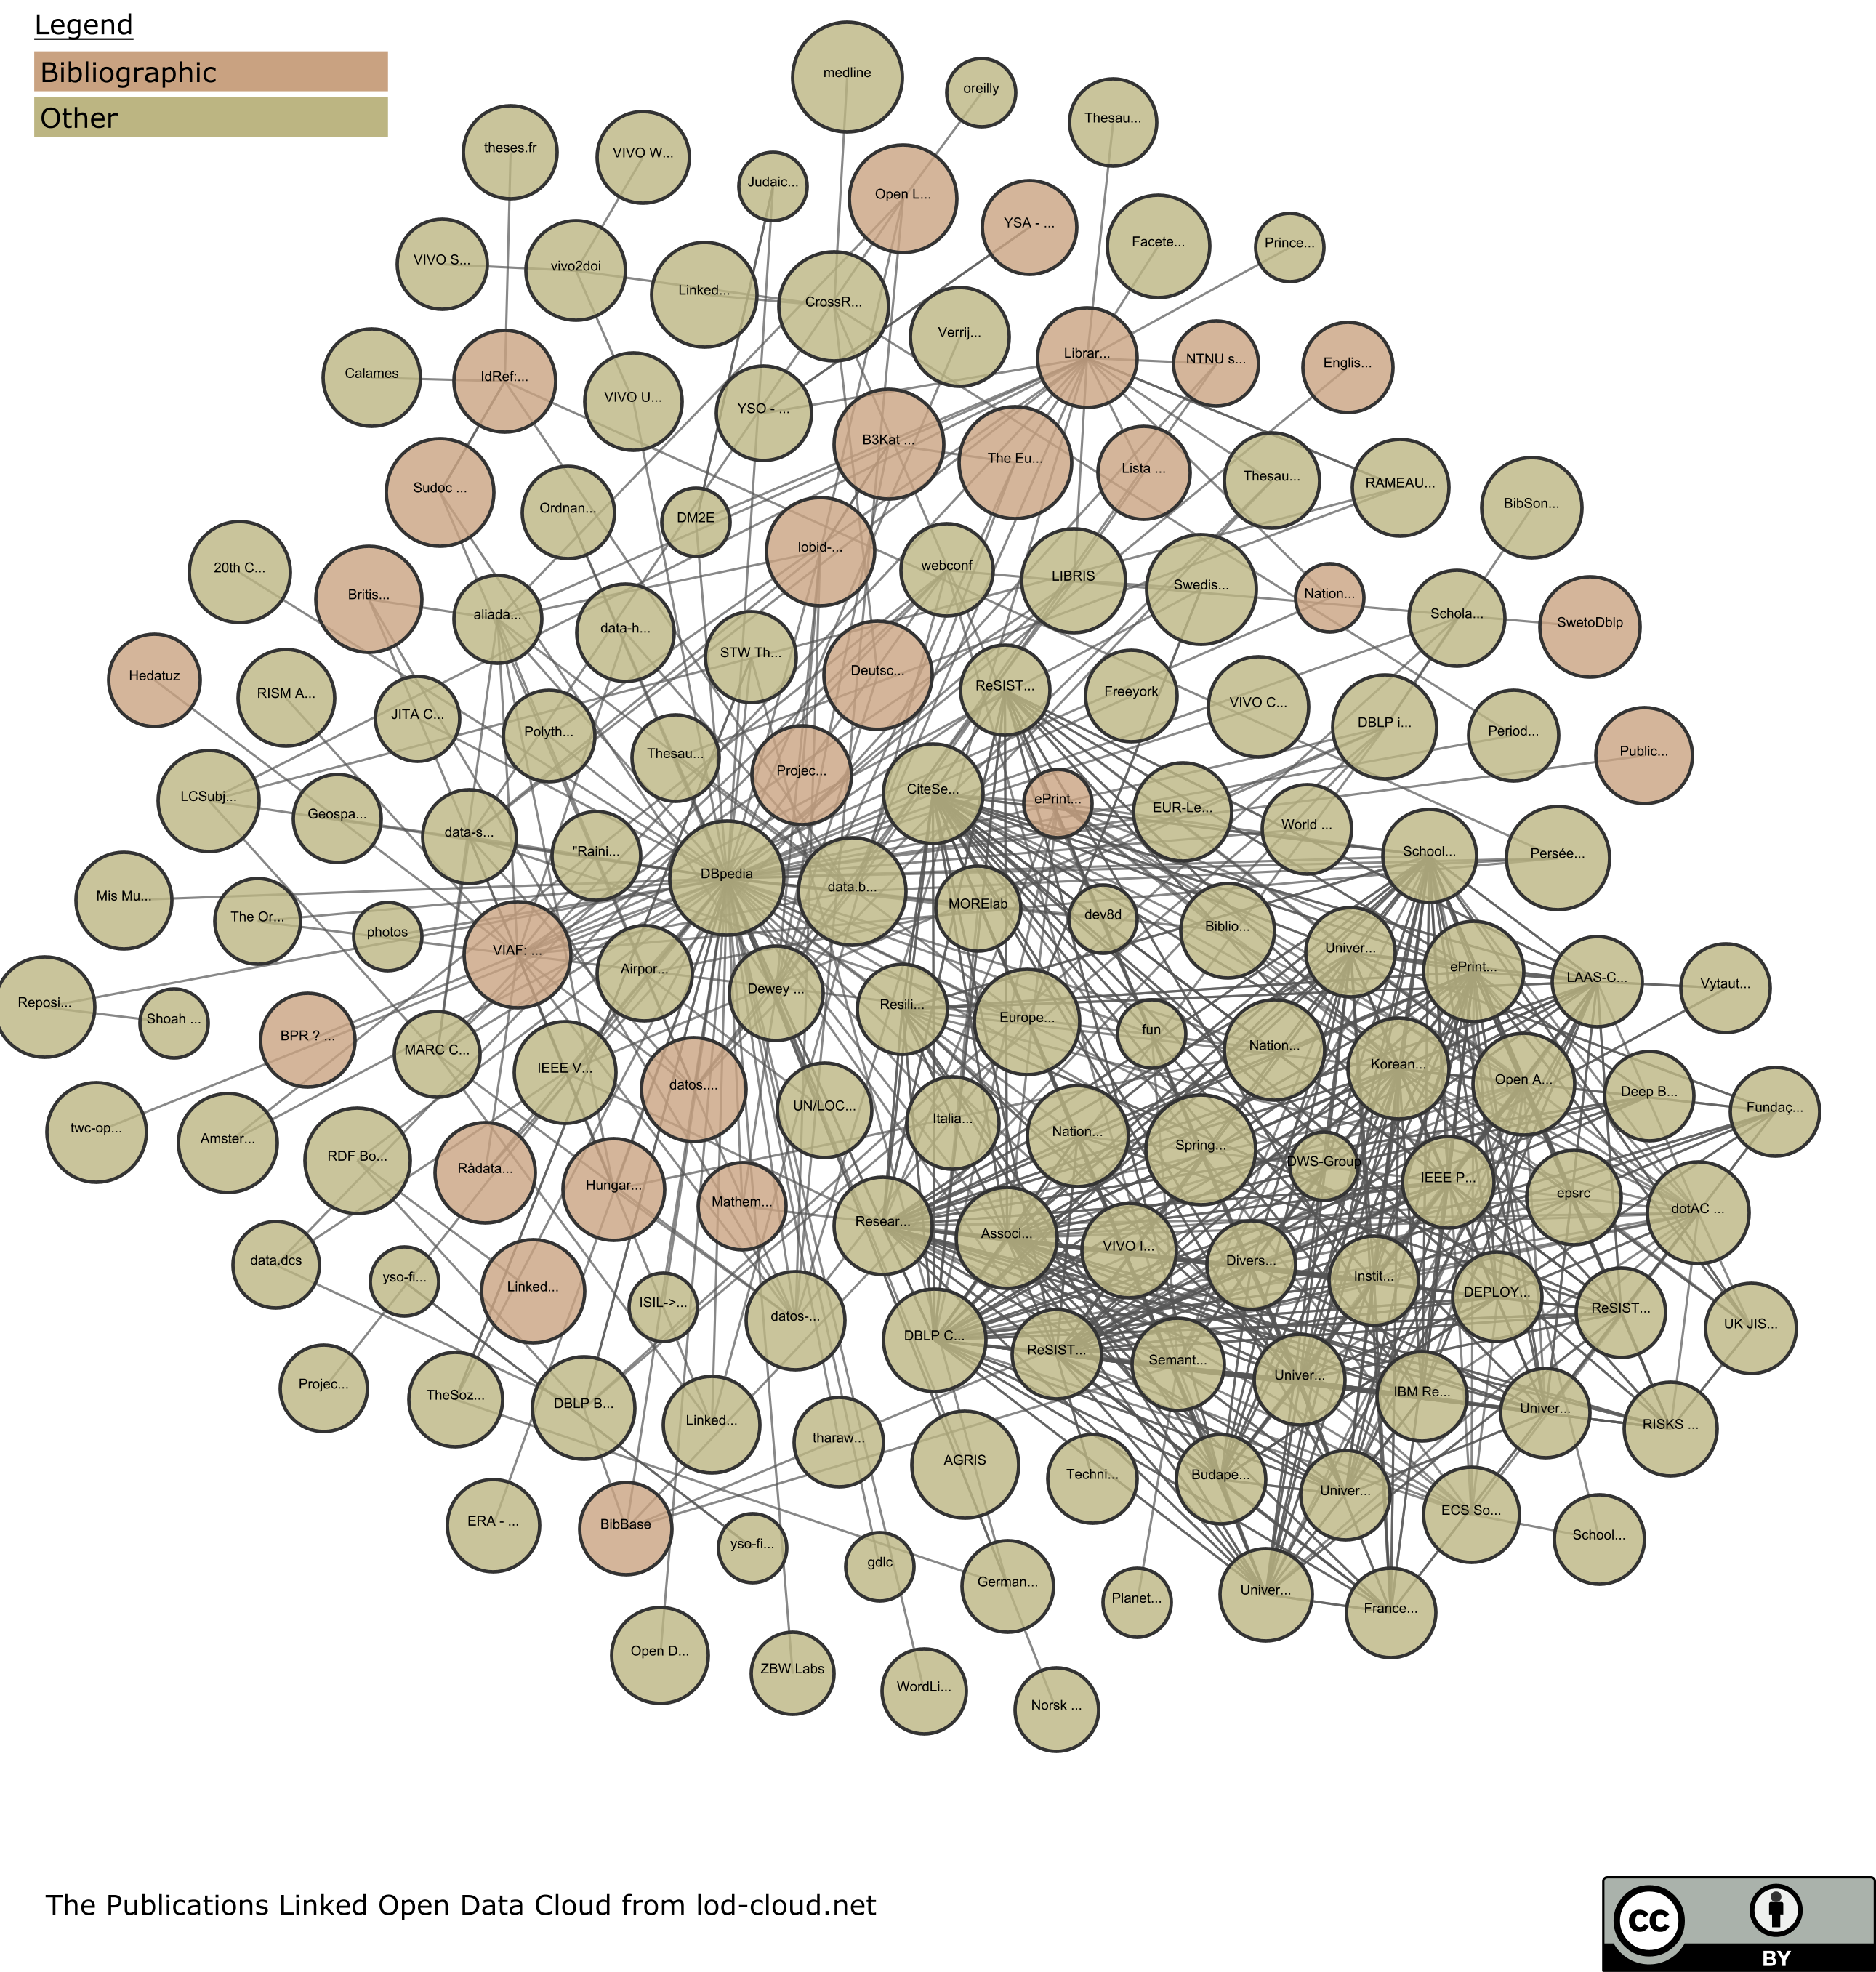 Legend
Bibliographic
Other
medline
oreilly
Thesau...
theses.fr
VIVO W...
Judaic...
Open L...
YSA - ...
Facete...
Prince...
VIVO S...
vivo2doi
Linked...
CrossR...
Verrij...
Librar...
NTNU s...
Englis...
Calames
IdRef:...
VIVO U...
YSO - ...
B3Kat ...
The Eu...
Lista ...
Thesau...
RAMEAU...
BibSon...
Sudoc ...
Ordnan...
DM2E
lobid-...
webconf
LIBRIS
Swedis...
Nation...
Schola...
SwetoDblp
20th C...
Britis...
aliada...
data-h...
STW Th...
Deutsc...
ReSIST...
Freeyork
VIVO C...
DBLP i...
Period...
Public...
Hedatuz
RISM A...
JITA C...
Polyth...
Thesau...
Projec...
CiteSe...
ePrint...
EUR-Le...
World ...
School...
Persée...
LCSubj...
Geospa...
data-s...
"Raini...
DBpedia
data.b...
MORElab
dev8d
Biblio...
Univer...
ePrint...
LAAS-C...
Vytaut...
Mis Mu...
The Or...
photos
VIAF: ...
Airpor...
Dewey ...
Resili...
Europe...
fun
Nation...
Korean...
Open A...
Deep B...
Fundaç...
Reposi...
Shoah ...
BPR ? ...
MARC C...
IEEE V...
datos....
UN/LOC...
Italia...
Nation...
Spring...
DWS-Group
IEEE P...
epsrc
dotAC ...
twc-op...
Amster...
RDF Bo...
Rådata...
Hungar...
Mathem...
Resear...
Associ...
VIVO I...
Divers...
Instit...
DEPLOY...
ReSIST...
UK JIS...
data.dcs
yso-fi...
Linked...
ISIL->...
datos-...
DBLP C...
ReSIST...
Semant...
Univer...
IBM Re...
Univer...
RISKS ...
Projec...
TheSoz...
DBLP B...
Linked...
tharaw...
AGRIS
Techni...
Budape...
Univer...
ECS So...
School...
ERA - ...
BibBase
yso-fi...
gdlc
German...
Planet...
Univer...
France...
Open D...
ZBW Labs
WordLi...
Norsk ...
The Publications Linked Open Data Cloud from lod-cloud.net
cc
BY